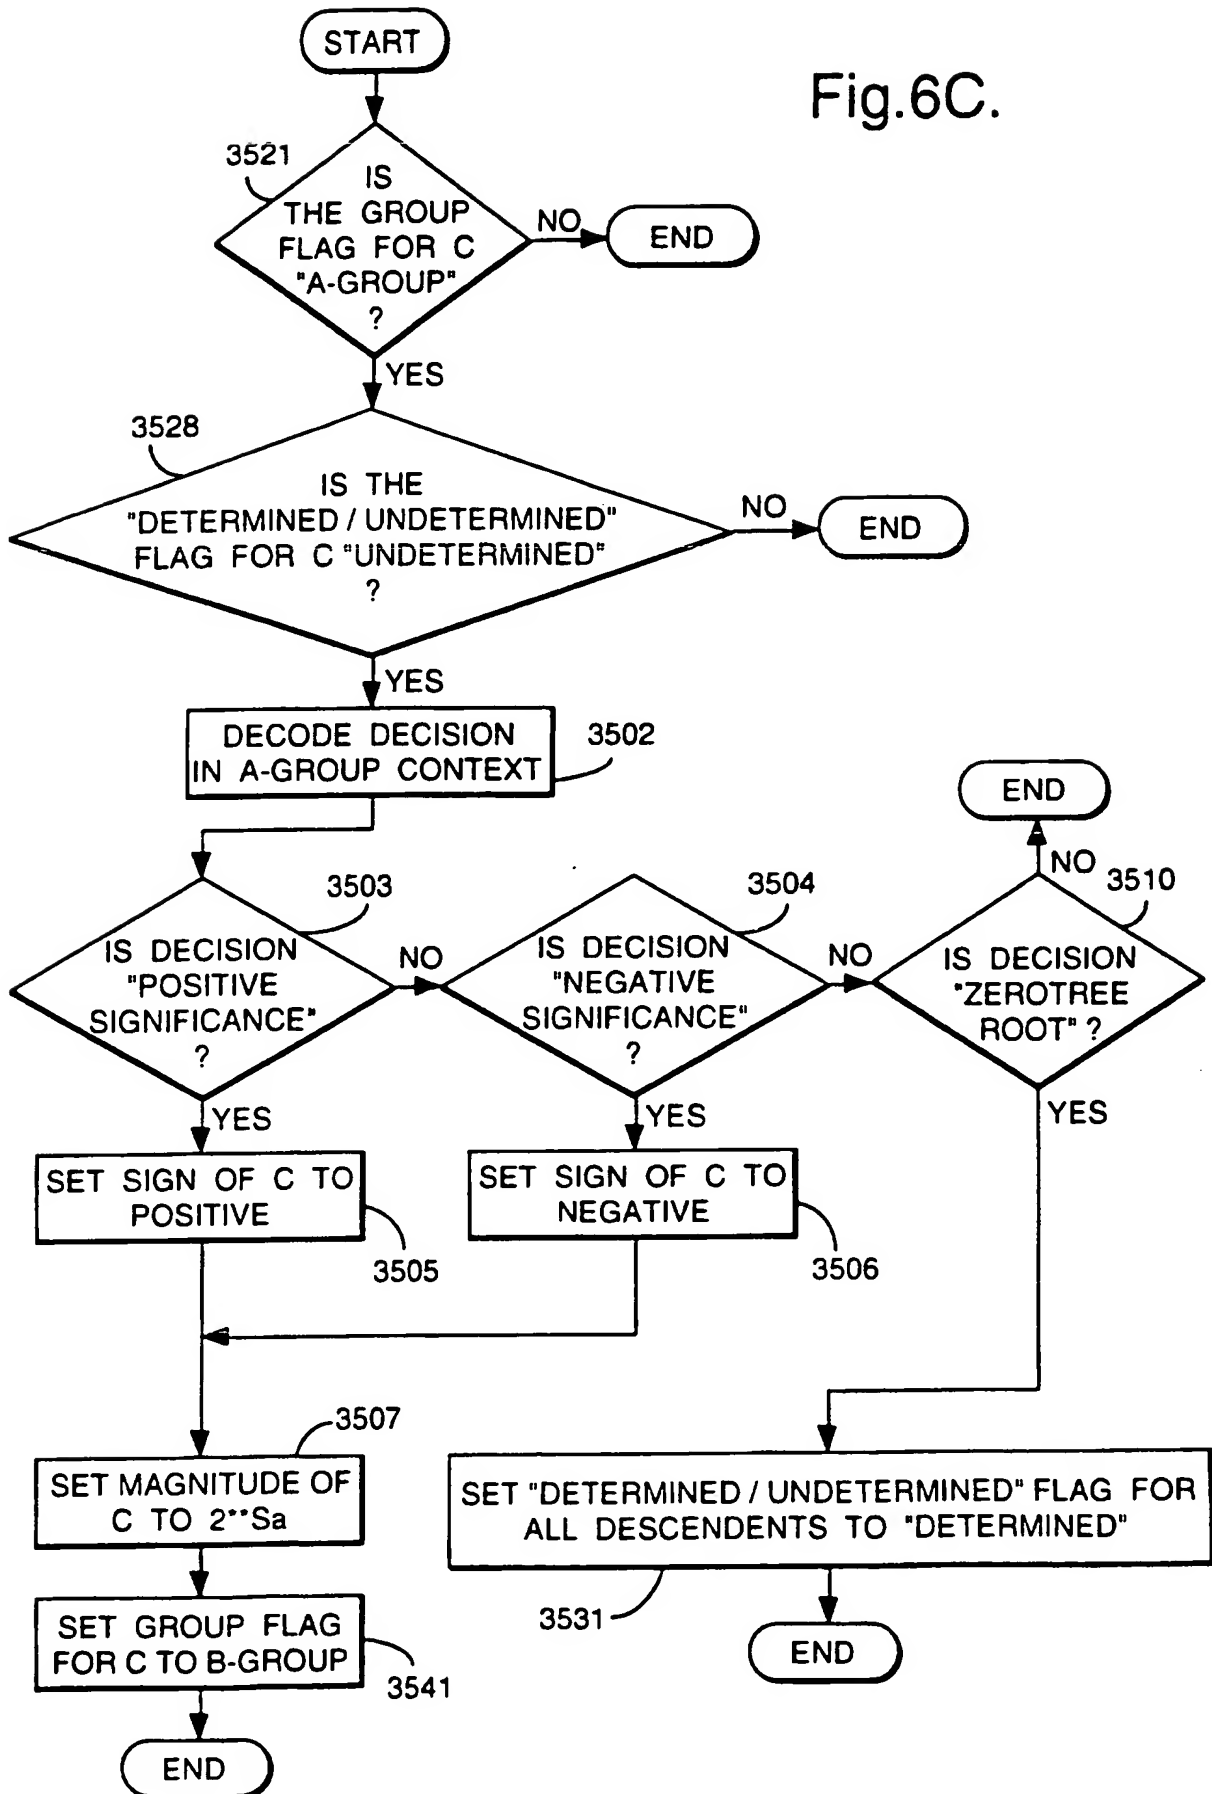 START
Fig.6C.
3521
IS
THE GROUP
FLAG FOR C
"A-GROUP"
?
NO
END
YES
3528
IS THE
"DETERMINED / UNDETERMINED"
FLAG FOR C "UNDETERMINED"
?
NO
END
YES
DECODE DECISION
IN A-GROUP CONTEXT
3502
END
NO
3503
IS DECISION
"POSITIVE
SIGNIFICANCE"
?
NO
3504
IS DECISION
"NEGATIVE
SIGNIFICANCE"
?
NO
3510
IS DECISION
"ZEROTREE
ROOT" ?
YES
YES
YES
SET SIGN OF C TO
POSITIVE
3505
SET SIGN OF C TO
NEGATIVE
3506
3507
SET MAGNITUDE OF
C TO 2**Sa
SET "DETERMINED / UNDETERMINED" FLAG FOR
ALL DESCENDENTS TO "DETERMINED"
3531
SET GROUP FLAG
FOR C TO B-GROUP
3541
END
END